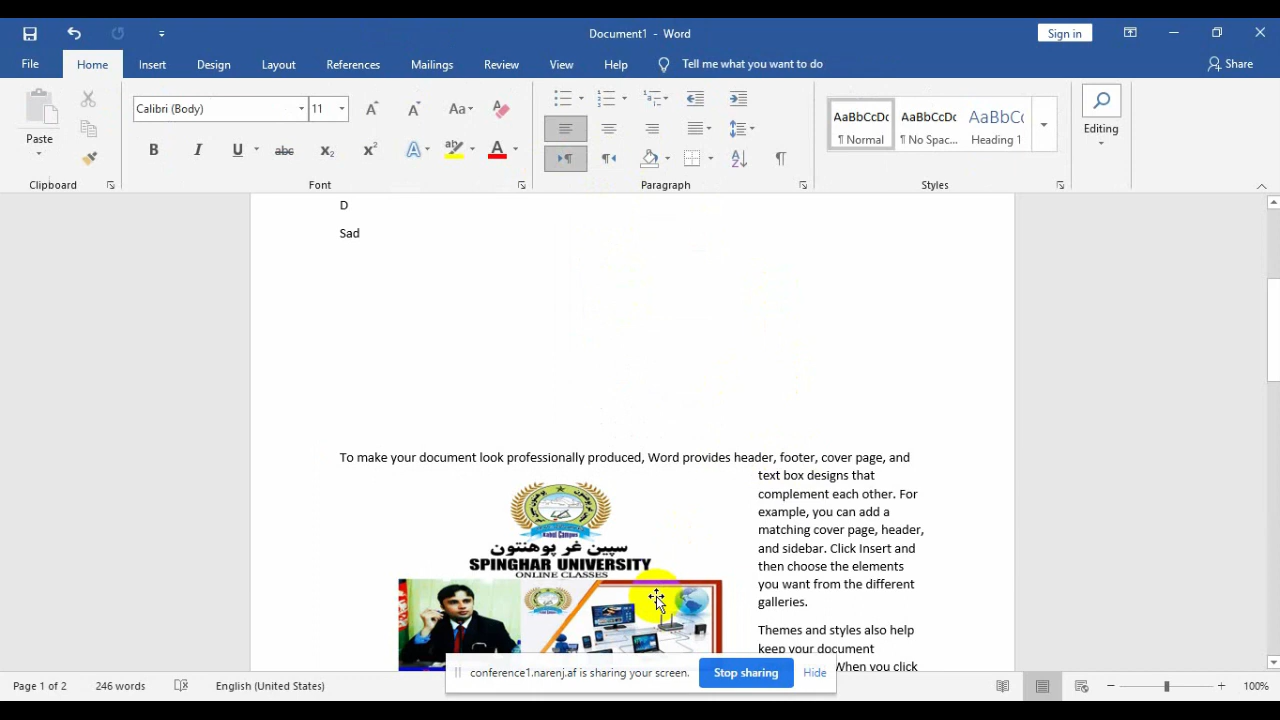 Document1 - Word
Sign in
File
Home
Insert
Design
Layout
References
Mailings
Review
View
Help
Tell me what you want to do
Share
Paste
Calibri (Body)
11
Aa
B
I
U
abc
x₂
x²
A
A
AaBbCcDc
AaBbCcDc
AaBbC
¶ Normal
¶ No Spac...
Heading 1
Editing
Clipboard
Font
Paragraph
Styles
D
Sad
To make your document look professionally produced, Word provides header, footer, cover page, and
text box designs that
complement each other. For
example, you can add a
matching cover page, header,
and sidebar. Click Insert and
then choose the elements
you want from the different
galleries.
Themes and styles also help
keep your document
When you click
Kabul Campus
سپین غر پوهنتون
SPINGHAR UNIVERSITY
ONLINE CLASSES
conference1.narenj.af is sharing your screen.
Stop sharing
Hide
Page 1 of 2
246 words
English (United States)
100%